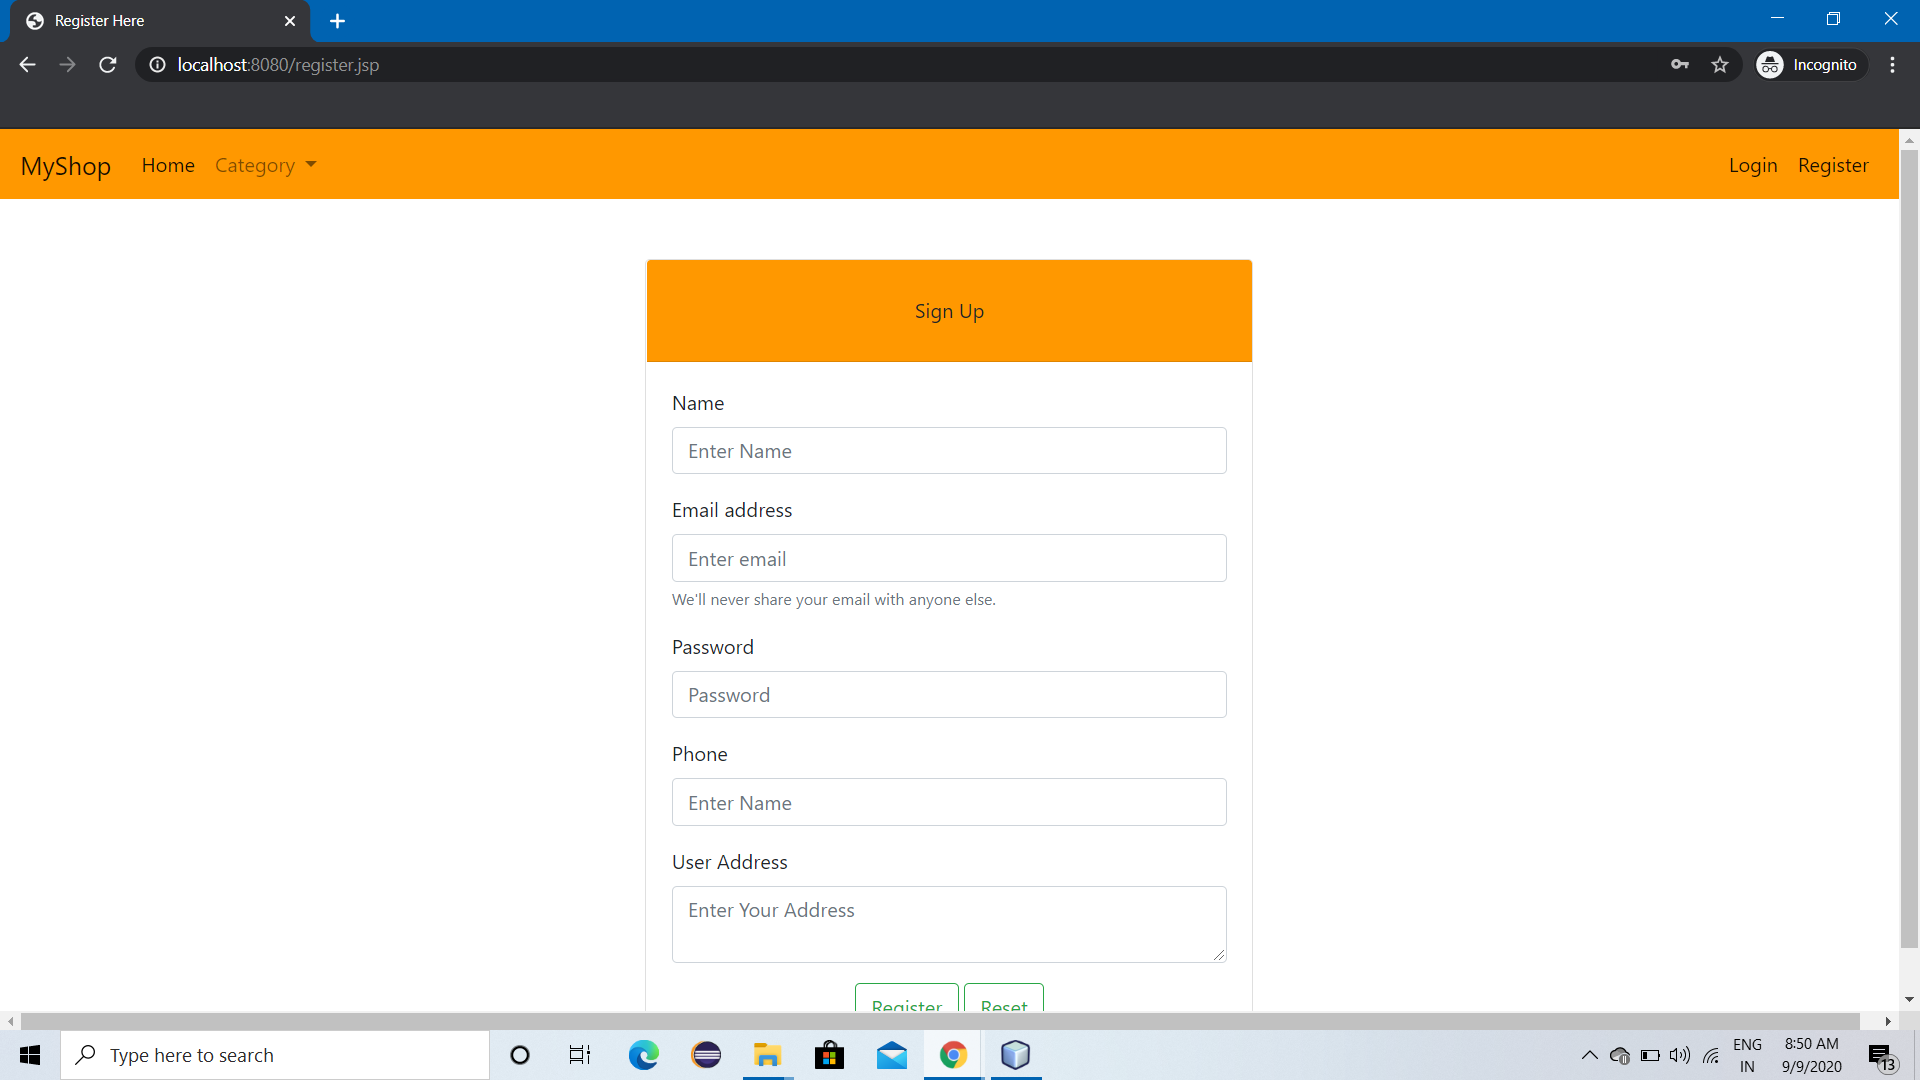 Register Here
localhost:8080/register.jsp
Incognito
MyShop Home Category Login Register
Sign Up
Name
Enter Name
Email address
Enter email
We'll never share your email with anyone else.
Password
Password
Phone
Enter Name
User Address
Enter Your Address
Register Reset
Type here to search
ENG
IN
8:50 AM
9/9/2020
13